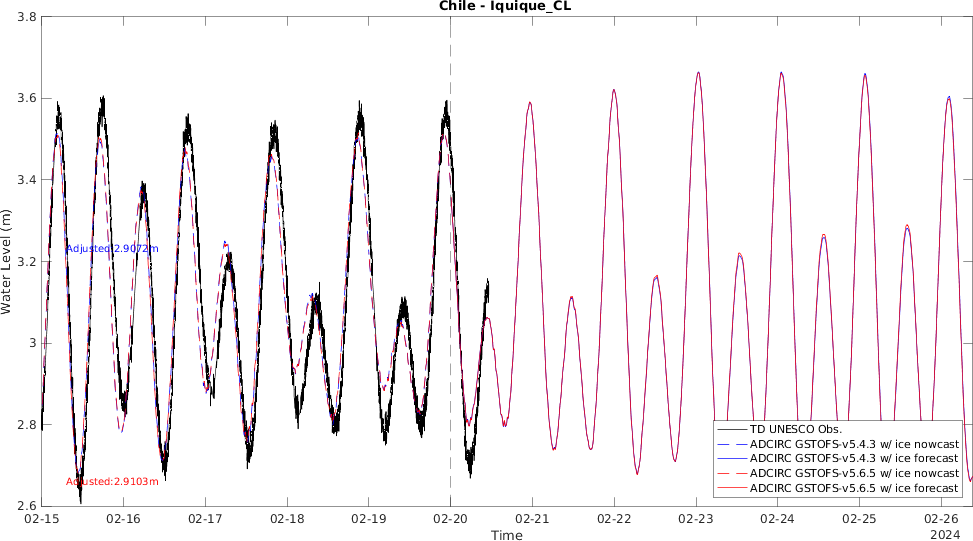 Chile - Iquique_CL
3.8
3.6
3.4
3.2
3
2.8
2.6
Water Level (m)
Adjusted:2.9072m
Adjusted:2.9103m
TD UNESCO Obs.
ADCIRC GSTOFS-v5.4.3 w/ ice nowcast
ADCIRC GSTOFS-v5.4.3 w/ ice forecast
ADCIRC GSTOFS-v5.6.5 w/ ice nowcast
ADCIRC GSTOFS-v5.6.5 w/ ice forecast
02-15 02-16 02-17 02-18 02-19 02-20 02-21 02-22 02-23 02-24 02-25 02-26
Time
2024